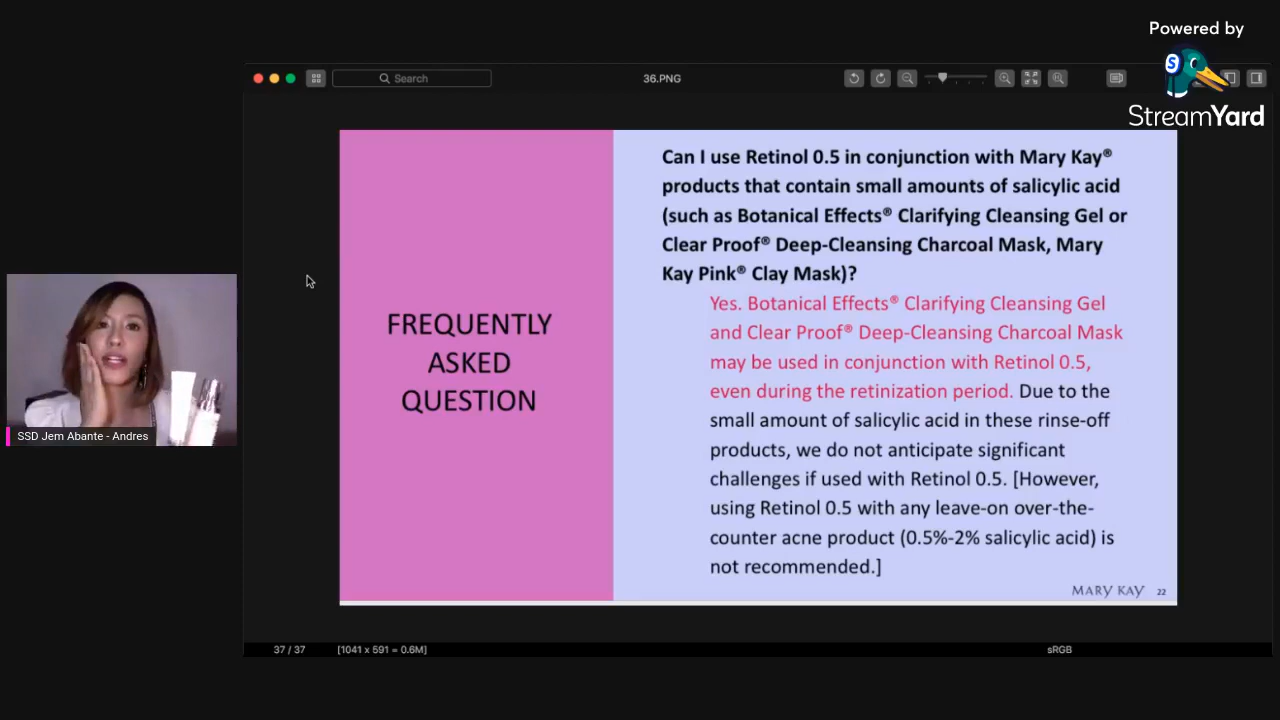 Powered by
StreamYard
Search
36.PNG
FREQUENTLY
ASKED
QUESTION
Can I use Retinol 0.5 in conjunction with Mary Kay®
products that contain small amounts of salicylic acid
(such as Botanical Effects® Clarifying Cleansing Gel or
Clear Proof® Deep-Cleansing Charcoal Mask, Mary
Kay Pink® Clay Mask)?
Yes. Botanical Effects® Clarifying Cleansing Gel
and Clear Proof® Deep-Cleansing Charcoal Mask
may be used in conjunction with Retinol 0.5,
even during the retinization period. Due to the
small amount of salicylic acid in these rinse-off
products, we do not anticipate significant
challenges if used with Retinol 0.5. [However,
using Retinol 0.5 with any leave-on over-the-
counter acne product (0.5%-2% salicylic acid) is
not recommended.]
MARY KAY 22
SSD Jem Abante - Andres
37 / 37 [1041 x 591 = 0.6M] sRGB